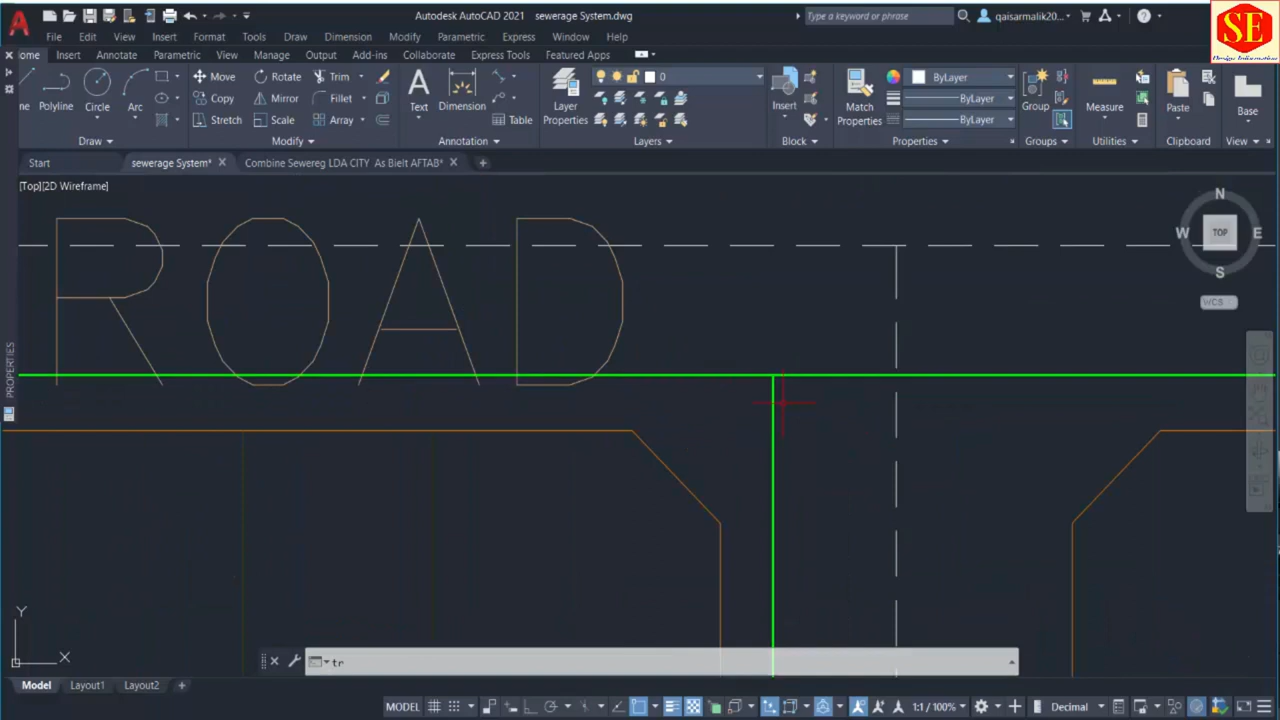 Autodesk AutoCAD 2021 sewerage System.dwg
Type a keyword or phrase
qaisarmalik20...
SE
Design Information
File Edit View Insert Format Tools Draw Dimension Modify Parametric Express Window Help
ome Insert Annotate Parametric View Manage Output Add-ins Collaborate Express Tools Featured Apps
ne Polyline Circle Arc
Move Rotate Trim
Copy Mirror Fillet
Stretch Scale Array
Text Dimension Table
Layer Properties
0
Insert
Match Properties
ByLayer
ByLayer
ByLayer
Group Measure Paste Base
Draw Modify Annotation Layers Block Properties Groups Utilities Clipboard View
Start sewerage System* Combine Sewereg LDA CITY As Bielt AFTAB*
[Top][2D Wireframe]
ROAD
N
W TOP E
S
WCS
PROPERTIES
Y
X
tr
Model Layout1 Layout2
MODEL 1:1 / 100% Decimal